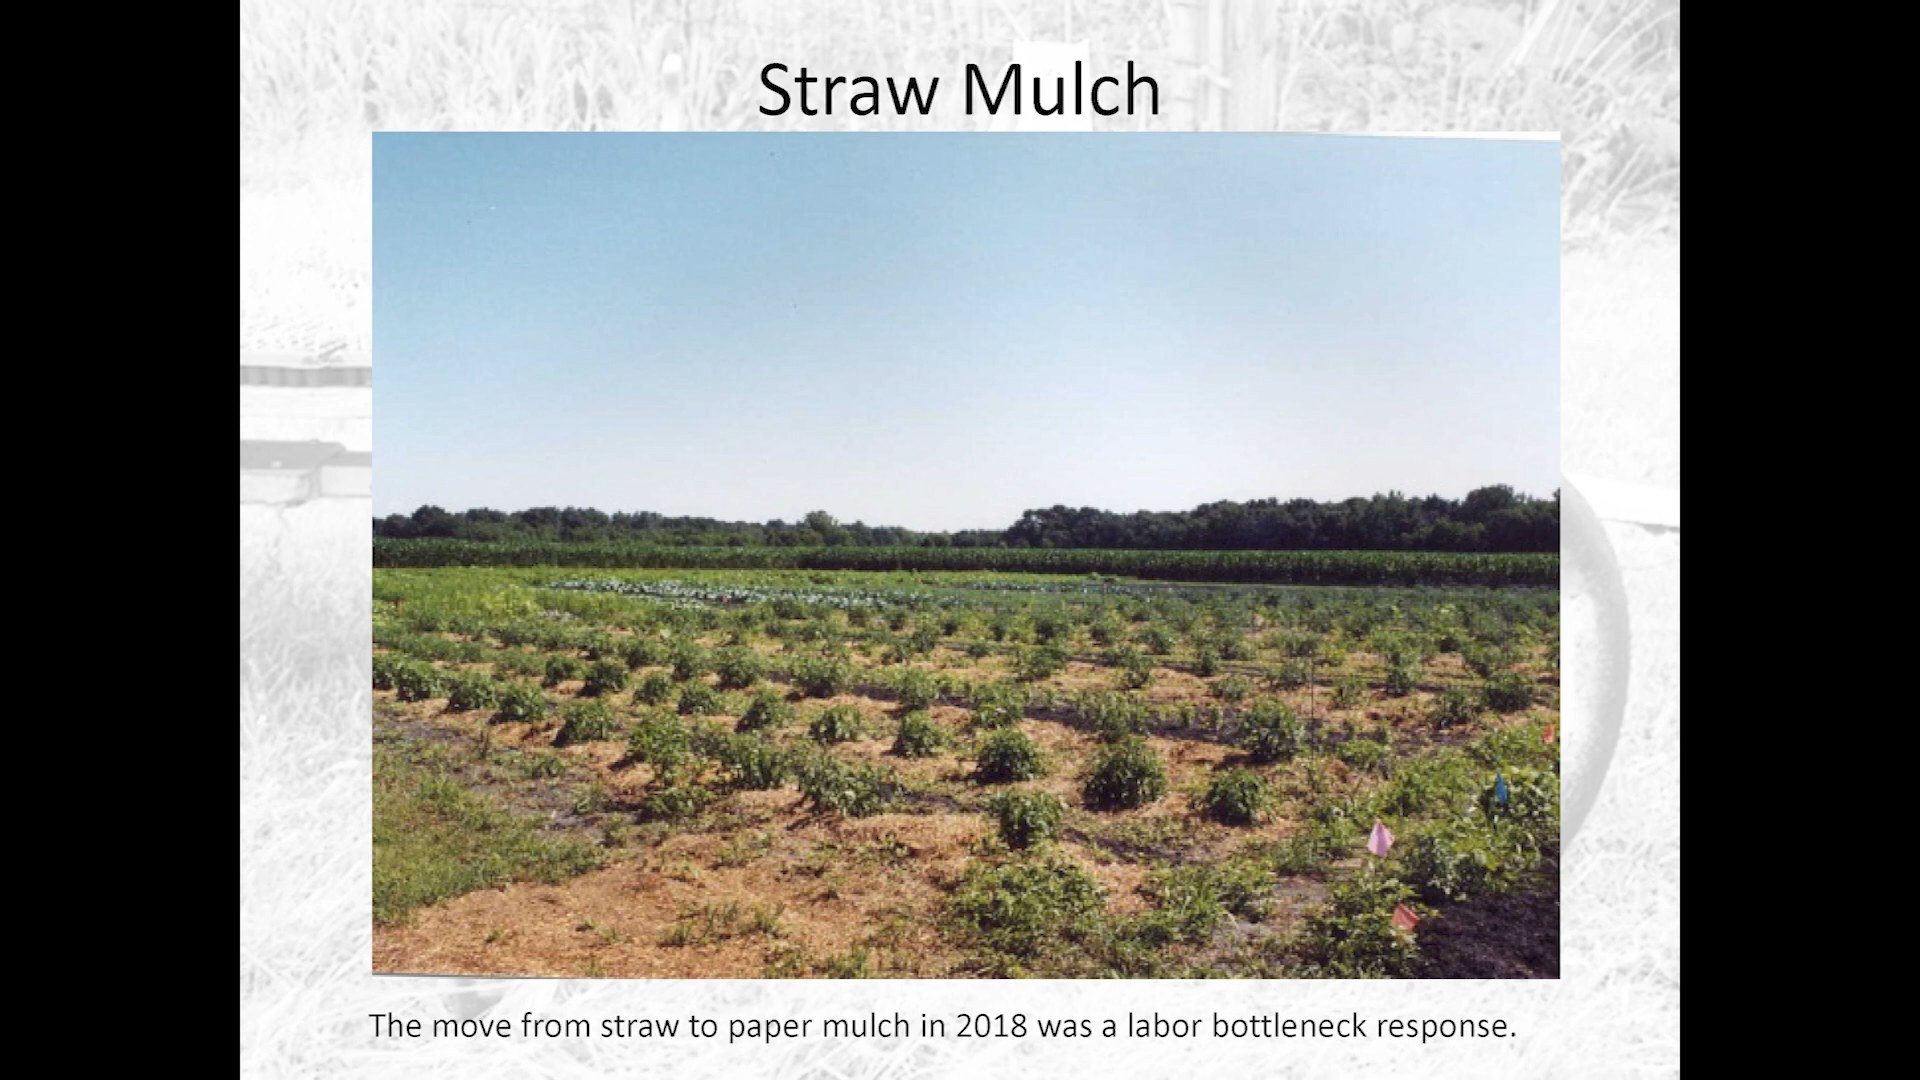 Straw Mulch
The move from straw to paper mulch in 2018 was a labor bottleneck response.